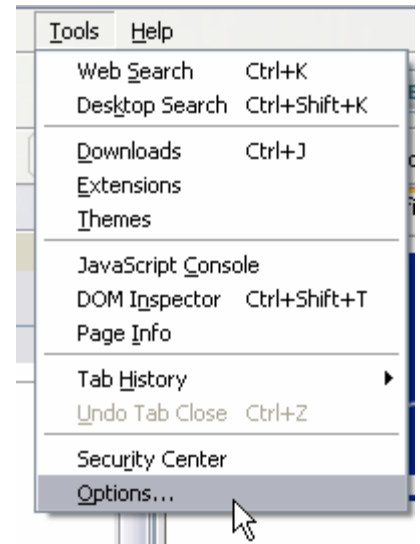 Tools Help
Web Search Ctrl+K
Desktop Search Ctrl+Shift+K
Downloads Ctrl+J
Extensions
Themes
JavaScript Console
DOM Inspector Ctrl+Shift+T
Page Info
Tab History
Undo Tab Close Ctrl+Z
Security Center
Options...